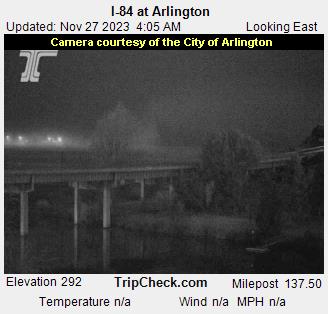 I-84 at Arlington
Updated: Nov 27 2023 4:05 AM Looking East
Camera courtesy of the City of Arlington
Elevation 292 TripCheck.com Milepost 137.50
Temperature n/a Wind n/a MPH n/a